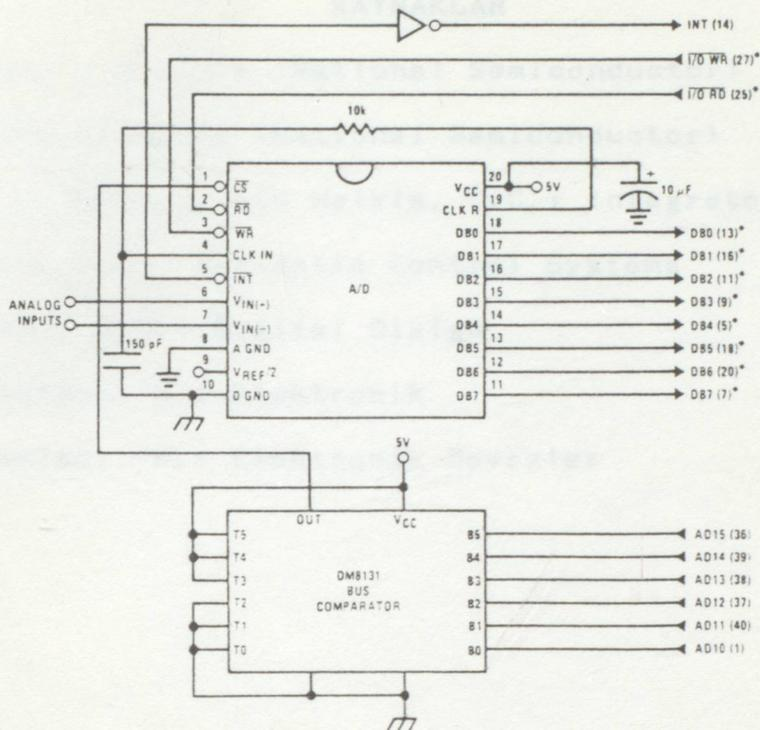 KAYNAKLAR
INT (14)
I/O WR (27)*
I/O RD (25)*
National Semiconductor)
National Semiconductor)
10k
1 CS
2 RD
3 WR
4 CLK IN
5 INT
6 VIN(+)
7 VIN(-)
8 A GND
9 VREF/2
10 D GND
A/D
VCC 20
CLK R 19
DB0 18
DB1 17
DB2 16
DB3 15
DB4 14
DB5 13
DB6 12
DB7 11
5V
+
10 µF
DB0 (13)*
DB1 (16)*
DB2 (11)*
DB3 (9)*
DB4 (5)*
DB5 (18)*
DB6 (20)*
DB7 (7)*
ANALOG
INPUTS
150 pF
5V
OUT VCC
T5
T4
T3
T2
T1
T0
DM8131
BUS
COMPARATOR
B5
B4
B3
B2
B1
B0
AD15 (36)
AD14 (39)
AD13 (38)
AD12 (37)
AD11 (40)
AD10 (1)